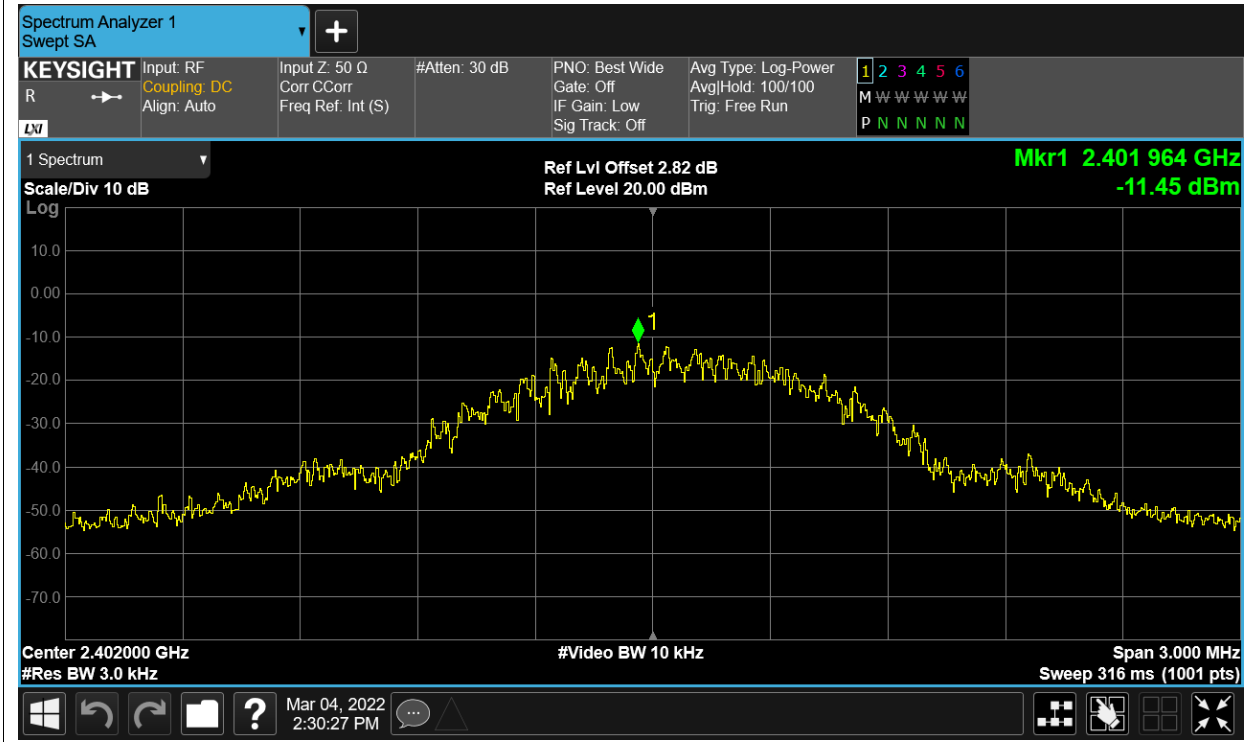 Spectrum Analyzer 1
Swept SA
+
KEYSIGHT
R
LXI
Input: RF
Coupling: DC
Align: Auto
Input Z: 50 Ω
Corr CCorr
Freq Ref: Int (S)
#Atten: 30 dB
PNO: Best Wide
Gate: Off
IF Gain: Low
Sig Track: Off
Avg Type: Log-Power
Avg|Hold: 100/100
Trig: Free Run
1 2 3 4 5 6
M W W W W W W
P N N N N N N
1 Spectrum
Scale/Div 10 dB
Log
Ref Lvl Offset 2.82 dB
Ref Level 20.00 dBm
Mkr1 2.401 964 GHz
-11.45 dBm
10.0
0.00
-10.0
-20.0
-30.0
-40.0
-50.0
-60.0
-70.0
1
Center 2.402000 GHz
#Res BW 3.0 kHz
#Video BW 10 kHz
Span 3.000 MHz
Sweep 316 ms (1001 pts)
?
Mar 04, 2022
2:30:27 PM